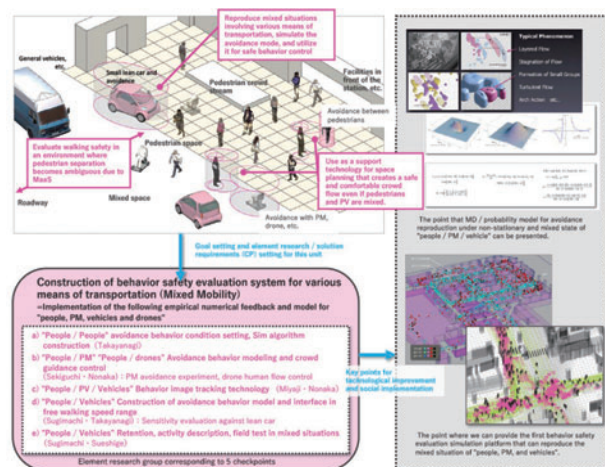 Reproduce mixed situations
involving various means of
transportation, simulate the
avoidance mode, and utilize
it for safe behavior control
General vehicles,
etc.
Small lean car and
avoidence
Pedestrian crowd
stream
Facilities in
front of the
station, etc.
Avoidance between
pedestrians
Evaluate walking safety in
an environment where
pedestrian separation
becomes ambiguous due to
MaaS
Pedestrian space
Mixed space
Roadway
Use as a support
technology for space
planning that creates a safe
and comfortable crowd
flow even if pedestrians
and PV are mixed.
Avoidance with PM,
drone, etc.
Goal setting and element research / solution
requirements (CP) setting for this unit
Construction of behavior safety evaluation system for various
means of transportation (Mixed Mobility)
~Implementation of the following empirical numerical feedback and model for
"people, PM, vehicles and drones"
a) "People / People" avoidance behavior condition setting, Sim algorithm
construction (Takayanagi)
b) "People / PM" "People / drones" Avoidance behavior modeling and crowd
guidance control
(Sekiguchi・Nonaka) : PM avoidance experiment, drone human flow control
c) "People / PV / Vehicles" Behavior image tracking technology (Miyaji・Nonaka)
d) "People / Vehicles" Construction of avoidance behavior model and interface in
free walking speed range
(Sugimachi・Takayanagi) : Sensitivity evaluation against lean car
e) "People / Vehicles" Retention, activity description, field test in mixed situations
(Sugimachi・Sueshige)
Element research group corresponding to 5 checkpoints
Key points for
technological improvement
and social implementation
Typical Phenomenon
Layered Flow
Stagnation of Flow
Formation of Small Groups
Turbulent Flow
Arch Action, etc.
The point that MD / probability model for avoidance
reproduction under non-stationary and mixed state of
"people / PM / vehicle" can be presented.
The point where we can provide the first behavior safety
evaluation simulation platform that can reproduce the
mixed situation of "people, PM, and vehicles".